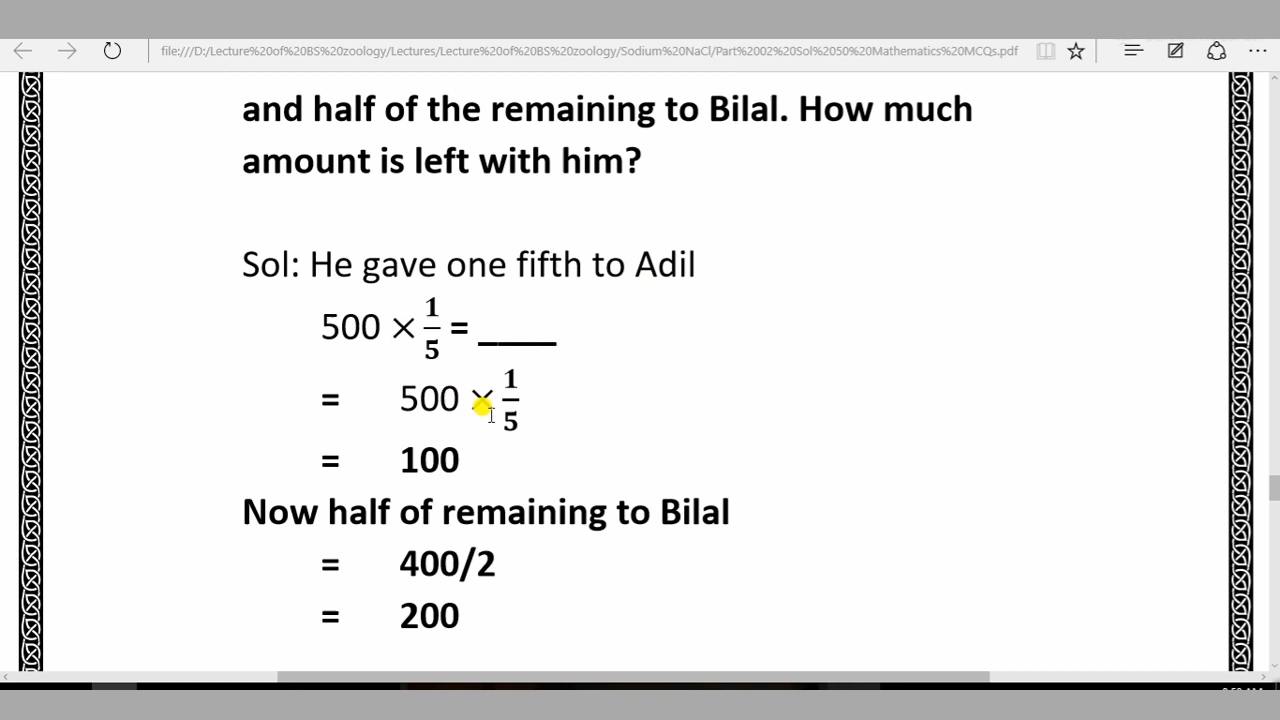 file:///D:/Lecture%20of%20BS%20zoology/Lectures/Lecture%20of%20BS%20zoology/Sodium%20NaCl/Part%2002%20Sol%2050%20Mathematics%20MCQs.pdf
and half of the remaining to Bilal. How much
amount is left with him?
Sol: He gave one fifth to Adil
500 × 1/5 = ____
= 500 × 1/5
= 100
Now half of remaining to Bilal
= 400/2
= 200